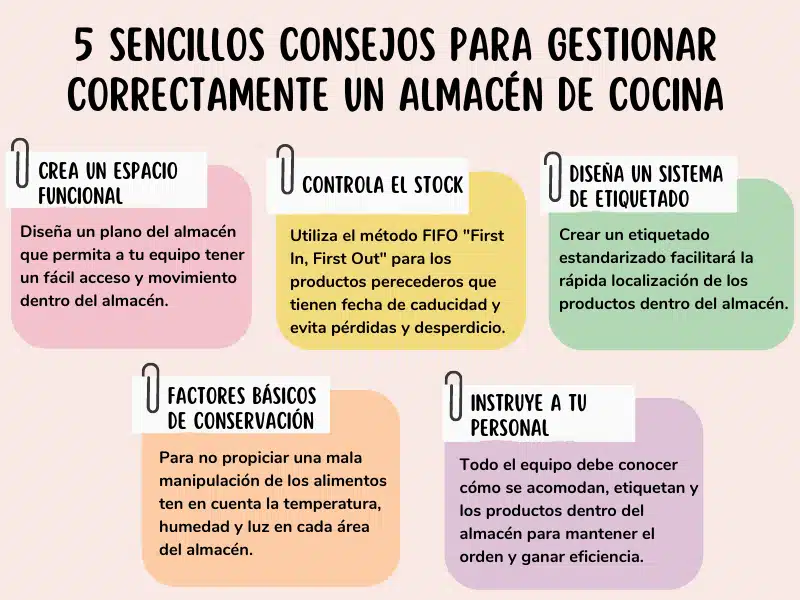 5 SENCILLOS CONSEJOS PARA GESTIONAR
CORRECTAMENTE UN ALMACÉN DE COCINA
CREA UN ESPACIO
FUNCIONAL
Diseña un plano del almacén
que permita a tu equipo tener
un fácil acceso y movimiento
dentro del almacén.
CONTROLA EL STOCK
Utiliza el método FIFO "First
In, First Out" para los
productos perecederos que
tienen fecha de caducidad y
evita pérdidas y desperdicio.
DISEÑA UN SISTEMA
DE ETIQUETADO
Crear un etiquetado
estandarizado facilitará la
rápida localización de los
productos dentro del almacén.
FACTORES BÁSICOS
DE CONSERVACIÓN
Para no propiciar una mala
manipulación de los alimentos
ten en cuenta la temperatura,
humedad y luz en cada área
del almacén.
INSTRUYE A TU
PERSONAL
Todo el equipo debe conocer
cómo se acomodan, etiquetan y
los productos dentro del
almacén para mantener el
orden y ganar eficiencia.